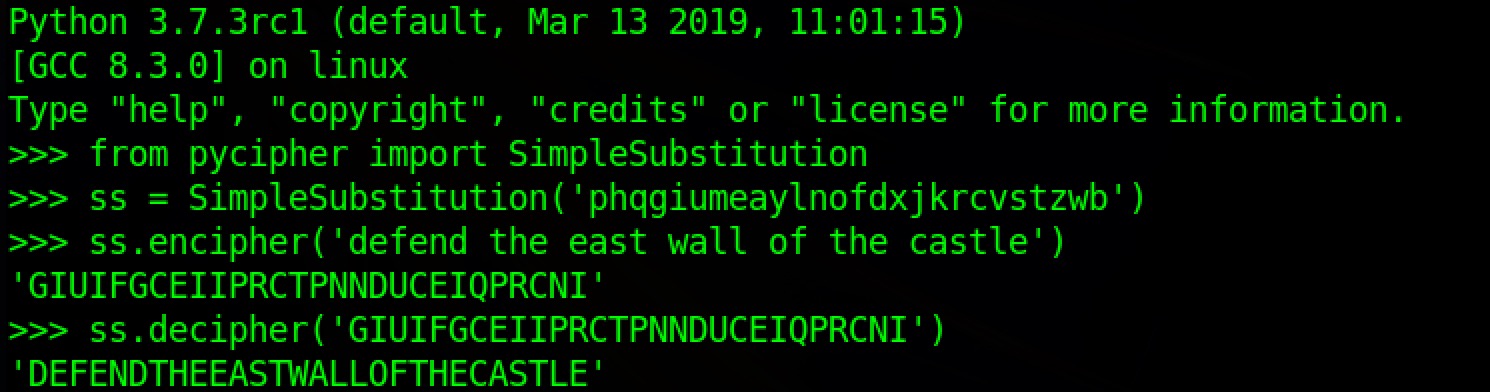 Python 3.7.3rc1 (default, Mar 13 2019, 11:01:15)
[GCC 8.3.0] on linux
Type "help", "copyright", "credits" or "license" for more information.
>>> from pycipher import SimpleSubstitution
>>> ss = SimpleSubstitution('phqgiumeaylnofdxjkrcvstzwb')
>>> ss.encipher('defend the east wall of the castle')
'GIUIFGCEIIPRCTPNNDUCEIQPRCNI'
>>> ss.decipher('GIUIFGCEIIPRCTPNNDUCEIQPRCNI')
'DEFENDTHEEASTWALLOFTHECASTLE'